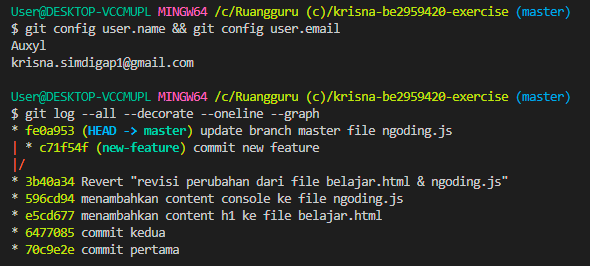 User@DESKTOP-VCCMUPL MINGW64 /c/Ruangguru (c)/krisna-be2959420-exercise (master)
$ git config user.name && git config user.email
Auxyl
krisna.simdigap1@gmail.com
User@DESKTOP-VCCMUPL MINGW64 /c/Ruangguru (c)/krisna-be2959420-exercise (master)
$ git log --all --decorate --oneline --graph
* fe0a953 (HEAD -> master) update branch master file ngoding.js
| * c71f54f (new-feature) commit new feature
|/
* 3b40a34 Revert "revisi perubahan dari file belajar.html & ngoding.js"
* 596cd94 menambahkan content console ke file ngoding.js
* e5cd677 menambahkan content h1 ke file belajar.html
* 6477085 commit kedua
* 70c9e2e commit pertama